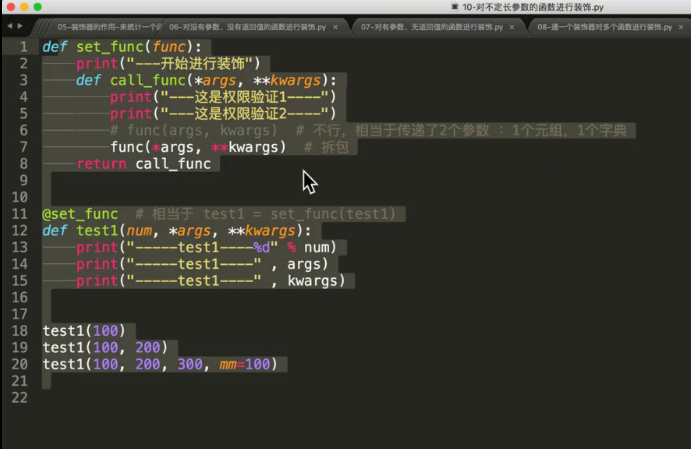 10-对不定长参数的函数进行装饰.py
05-装饰器的作用-来统计一个函 06-对没有参数、没有返回值的函数进行装饰.py 07-对有参数、无返回值的函数进行装饰.py 08-通一个装饰器对多个函数进行装饰.py
1 def set_func(func):
2 print("---开始进行装饰")
3 def call_func(*args, **kwargs):
4 print("---这是权限验证1----")
5 print("---这是权限验证2----")
6 # func(args, kwargs) # 不行，相当于传递了2个参数 ：1个元组，1个字典
7 func(*args, **kwargs) # 拆包
8 return call_func
9
10
11 @set_func # 相当于 test1 = set_func(test1)
12 def test1(num, *args, **kwargs):
13 print("-----test1----%d" % num)
14 print("-----test1----" , args)
15 print("-----test1----" , kwargs)
16
17
18 test1(100)
19 test1(100, 200)
20 test1(100, 200, 300, mm=100)
21
22